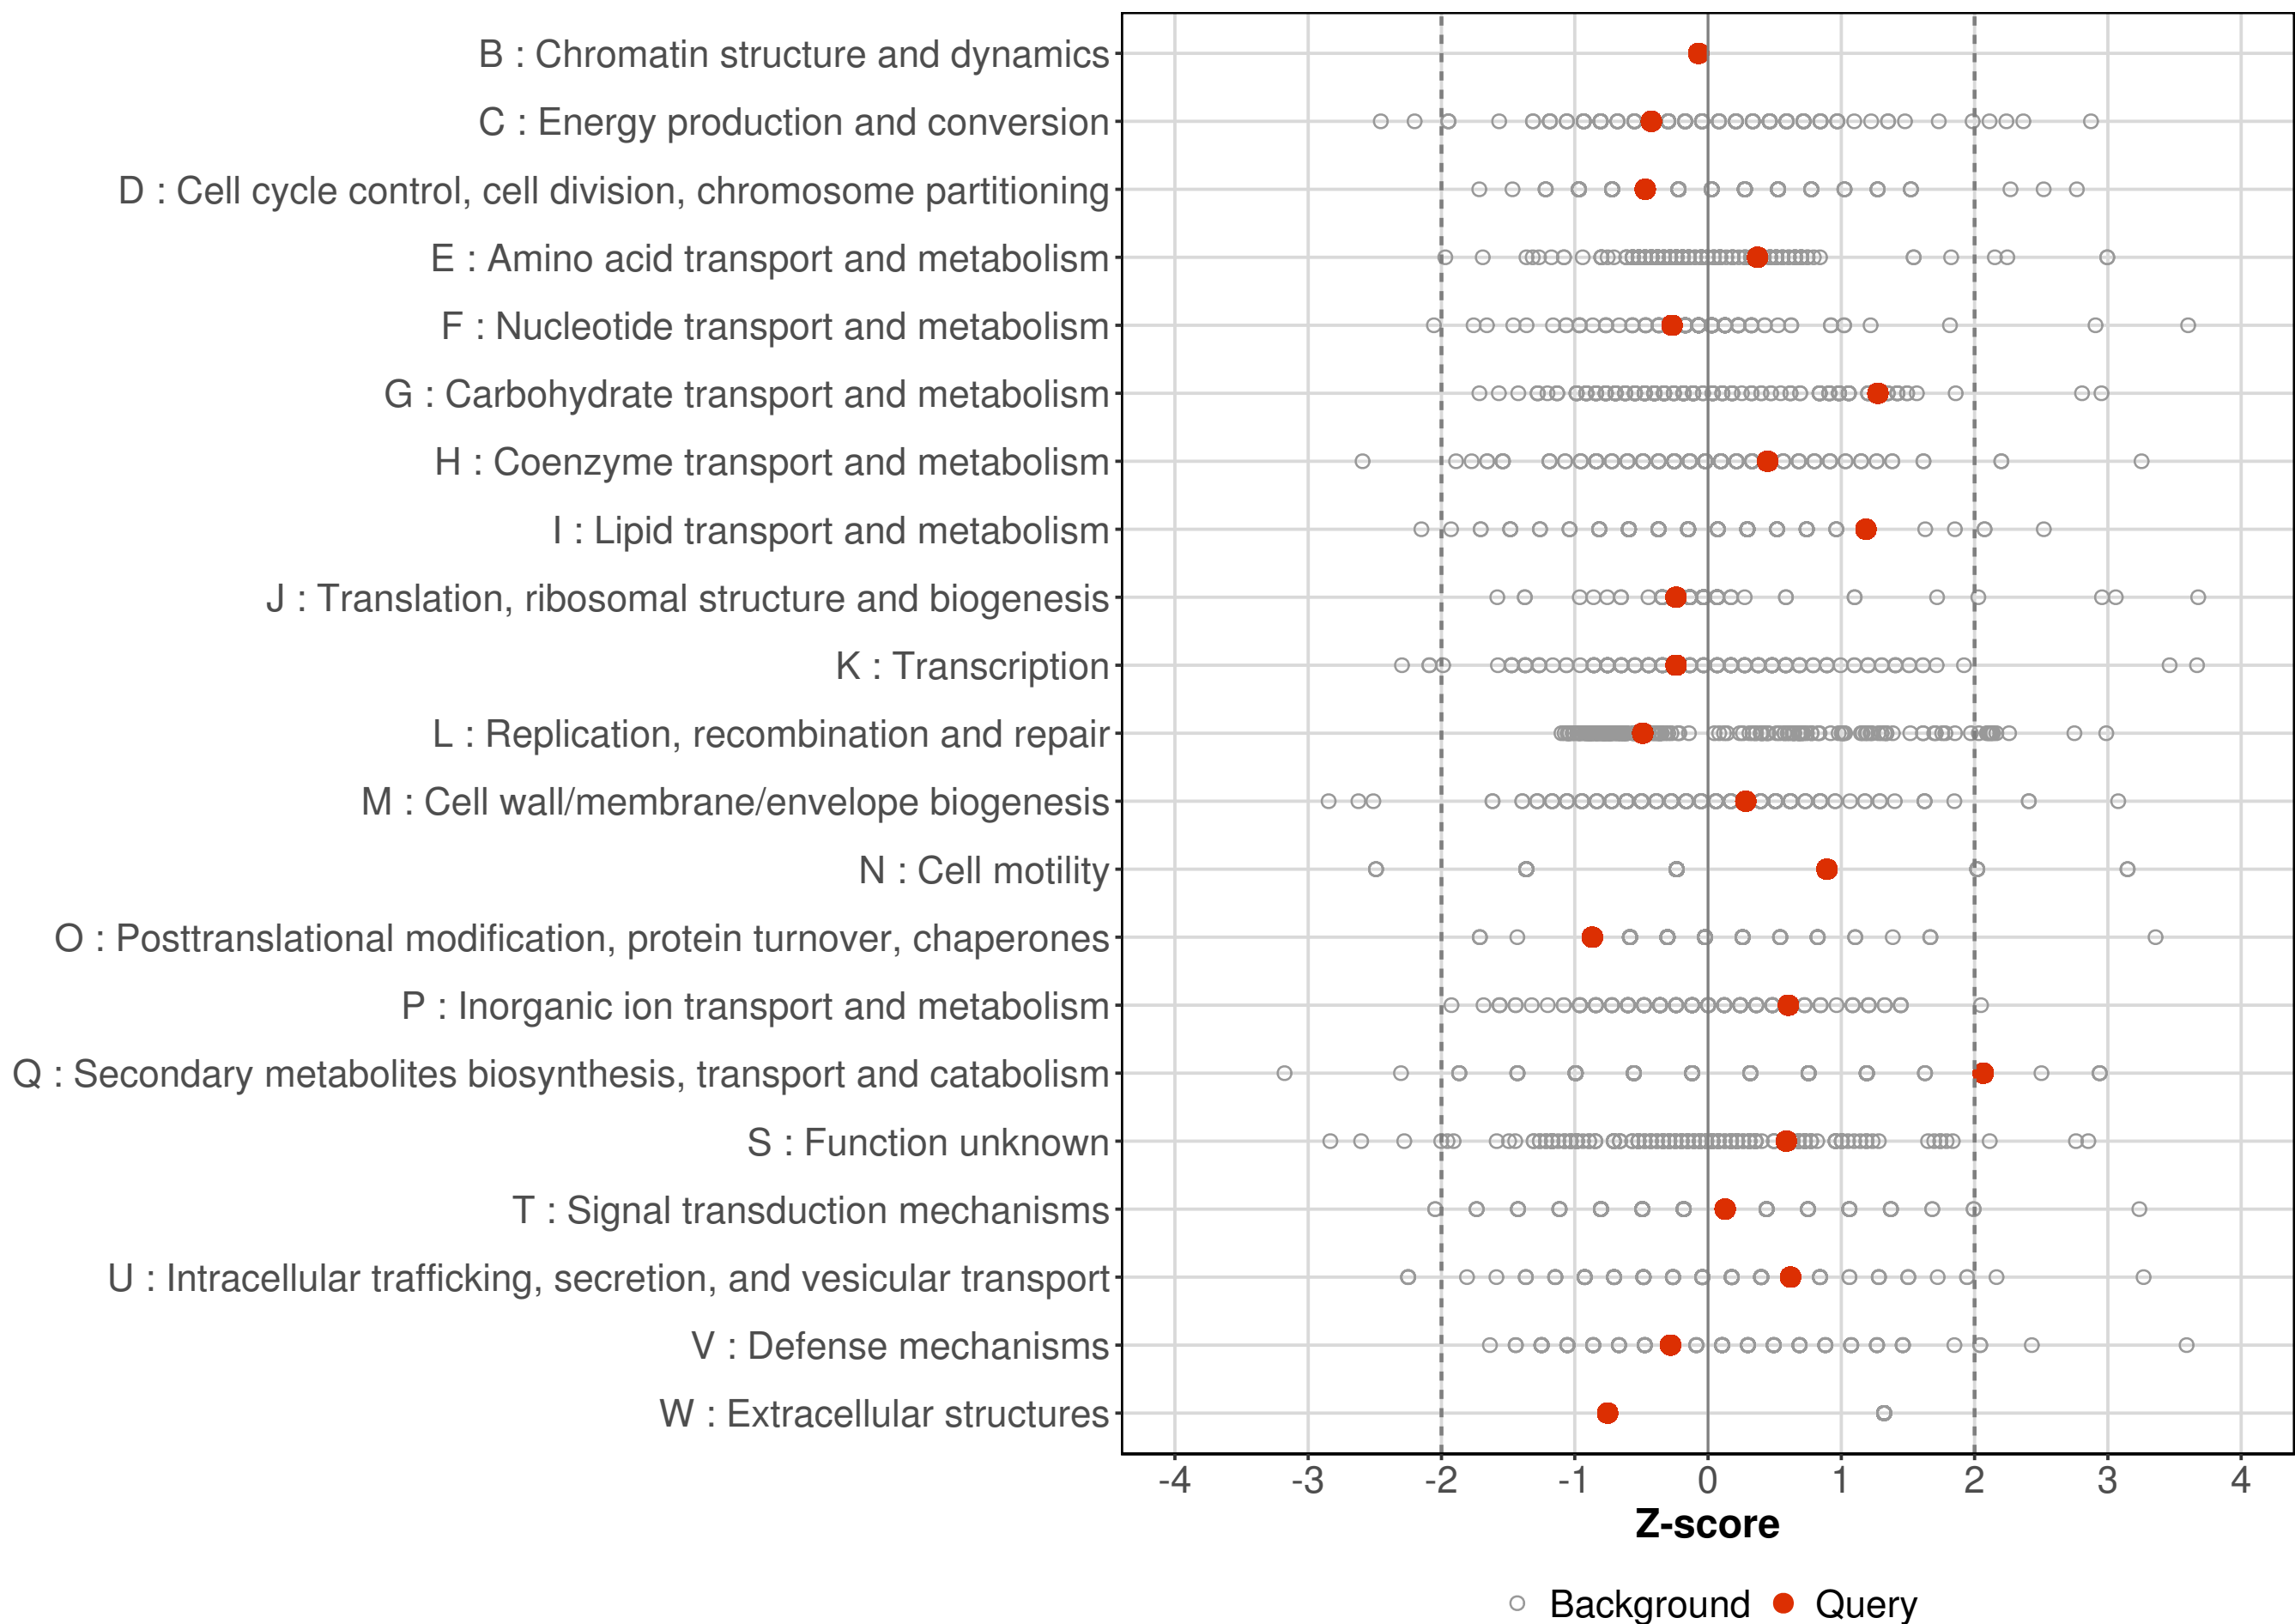 B : Chromatin structure and dynamics
C : Energy production and conversion
D : Cell cycle control, cell division, chromosome partitioning
E : Amino acid transport and metabolism
F : Nucleotide transport and metabolism
G : Carbohydrate transport and metabolism
H : Coenzyme transport and metabolism
I : Lipid transport and metabolism
J : Translation, ribosomal structure and biogenesis
K : Transcription
L : Replication, recombination and repair
M : Cell wall/membrane/envelope biogenesis
N : Cell motility
O : Posttranslational modification, protein turnover, chaperones
P : Inorganic ion transport and metabolism
Q : Secondary metabolites biosynthesis, transport and catabolism
S : Function unknown
T : Signal transduction mechanisms
U : Intracellular trafficking, secretion, and vesicular transport
V : Defense mechanisms
W : Extracellular structures
-4 -3 -2 -1 0 1 2 3 4
Z-score
Background Query